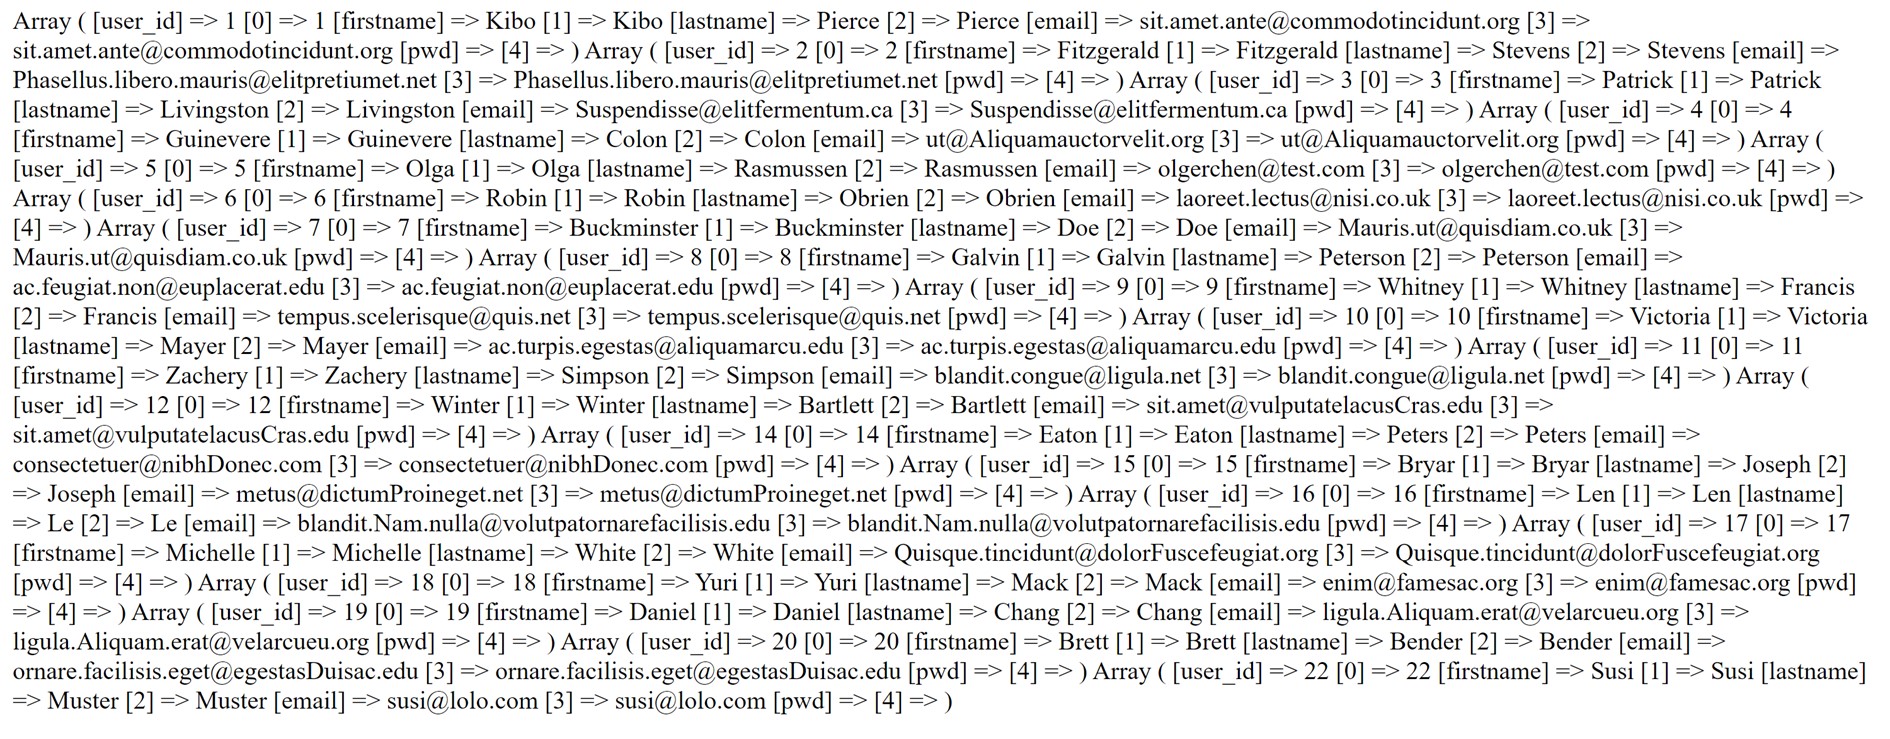 Array ( [user_id] => 1 [0] => 1 [firstname] => Kibo [1] => Kibo [lastname] => Pierce [2] => Pierce [email] => sit.amet.ante@commodotincidunt.org [3] =>
sit.amet.ante@commodotincidunt.org [pwd] => [4] => ) Array ( [user_id] => 2 [0] => 2 [firstname] => Fitzgerald [1] => Fitzgerald [lastname] => Stevens [2] => Stevens [email] =>
Phasellus.libero.mauris@elitpretiumet.net [3] => Phasellus.libero.mauris@elitpretiumet.net [pwd] => [4] => ) Array ( [user_id] => 3 [0] => 3 [firstname] => Patrick [1] => Patrick
[lastname] => Livingston [2] => Livingston [email] => Suspendisse@elitfermentum.ca [3] => Suspendisse@elitfermentum.ca [pwd] => [4] => ) Array ( [user_id] => 4 [0] => 4
[firstname] => Guinevere [1] => Guinevere [lastname] => Colon [2] => Colon [email] => ut@Aliquamauctorvelit.org [3] => ut@Aliquamauctorvelit.org [pwd] => [4] => ) Array (
[user_id] => 5 [0] => 5 [firstname] => Olga [1] => Olga [lastname] => Rasmussen [2] => Rasmussen [email] => olgerchen@test.com [3] => olgerchen@test.com [pwd] => [4] => )
Array ( [user_id] => 6 [0] => 6 [firstname] => Robin [1] => Robin [lastname] => Obrien [2] => Obrien [email] => laoreet.lectus@nisi.co.uk [3] => laoreet.lectus@nisi.co.uk [pwd] =>
[4] => ) Array ( [user_id] => 7 [0] => 7 [firstname] => Buckminster [1] => Buckminster [lastname] => Doe [2] => Doe [email] => Mauris.ut@quisdiam.co.uk [3] =>
Mauris.ut@quisdiam.co.uk [pwd] => [4] => ) Array ( [user_id] => 8 [0] => 8 [firstname] => Galvin [1] => Galvin [lastname] => Peterson [2] => Peterson [email] =>
ac.feugiat.non@euplacerat.edu [3] => ac.feugiat.non@euplacerat.edu [pwd] => [4] => ) Array ( [user_id] => 9 [0] => 9 [firstname] => Whitney [1] => Whitney [lastname] => Francis
[2] => Francis [email] => tempus.scelerisque@quis.net [3] => tempus.scelerisque@quis.net [pwd] => [4] => ) Array ( [user_id] => 10 [0] => 10 [firstname] => Victoria [1] => Victoria
[lastname] => Mayer [2] => Mayer [email] => ac.turpis.egestas@aliquamarcu.edu [3] => ac.turpis.egestas@aliquamarcu.edu [pwd] => [4] => ) Array ( [user_id] => 11 [0] => 11
[firstname] => Zachery [1] => Zachery [lastname] => Simpson [2] => Simpson [email] => blandit.congue@ligula.net [3] => blandit.congue@ligula.net [pwd] => [4] => ) Array (
[user_id] => 12 [0] => 12 [firstname] => Winter [1] => Winter [lastname] => Bartlett [2] => Bartlett [email] => sit.amet@vulputatelacusCras.edu [3] =>
sit.amet@vulputatelacusCras.edu [pwd] => [4] => ) Array ( [user_id] => 14 [0] => 14 [firstname] => Eaton [1] => Eaton [lastname] => Peters [2] => Peters [email] =>
consectetuer@nibhDonec.com [3] => consectetuer@nibhDonec.com [pwd] => [4] => ) Array ( [user_id] => 15 [0] => 15 [firstname] => Bryar [1] => Bryar [lastname] => Joseph [2]
=> Joseph [email] => metus@dictumProineget.net [3] => metus@dictumProineget.net [pwd] => [4] => ) Array ( [user_id] => 16 [0] => 16 [firstname] => Len [1] => Len [lastname]
=> Le [2] => Le [email] => blandit.Nam.nulla@volutpatornarefacilisis.edu [3] => blandit.Nam.nulla@volutpatornarefacilisis.edu [pwd] => [4] => ) Array ( [user_id] => 17 [0] => 17
[firstname] => Michelle [1] => Michelle [lastname] => White [2] => White [email] => Quisque.tincidunt@dolorFuscefeugiat.org [3] => Quisque.tincidunt@dolorFuscefeugiat.org
[pwd] => [4] => ) Array ( [user_id] => 18 [0] => 18 [firstname] => Yuri [1] => Yuri [lastname] => Mack [2] => Mack [email] => enim@famesac.org [3] => enim@famesac.org [pwd]
=> [4] => ) Array ( [user_id] => 19 [0] => 19 [firstname] => Daniel [1] => Daniel [lastname] => Chang [2] => Chang [email] => ligula.Aliquam.erat@velarcueu.org [3] =>
ligula.Aliquam.erat@velarcueu.org [pwd] => [4] => ) Array ( [user_id] => 20 [0] => 20 [firstname] => Brett [1] => Brett [lastname] => Bender [2] => Bender [email] =>
ornare.facilisis.eget@egestasDuisac.edu [3] => ornare.facilisis.eget@egestasDuisac.edu [pwd] => [4] => ) Array ( [user_id] => 22 [0] => 22 [firstname] => Susi [1] => Susi [lastname]
=> Muster [2] => Muster [email] => susi@lolo.com [3] => susi@lolo.com [pwd] => [4] => )